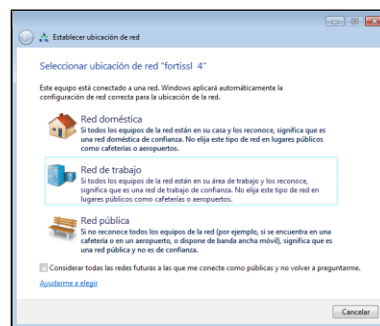 Establecer ubicación de red
Seleccionar ubicación de red "fortissl 4"
Este equipo está conectado a una red. Windows aplicará automáticamente la
configuración de red correcta para la ubicación de la red.
Red doméstica
Si todos los equipos de la red están en su casa y los reconoce, significa que es
una red doméstica de confianza. No elija este tipo de red en lugares públicos
como cafeterías o aeropuertos.
Red de trabajo
Si todos los equipos de la red están en su área de trabajo y los reconoce,
significa que es una red de trabajo de confianza. No elija este tipo de red en
lugares públicos como cafeterías o aeropuertos.
Red pública
Si no reconoce todos los equipos de la red (por ejemplo, si se encuentra en una
cafetería o en un aeropuerto, o dispone de banda ancha móvil), significa que es
una red pública y no es de confianza.
Considerar todas las redes futuras a las que me conecte como públicas y no volver a preguntarme.
Ayudarme a elegir
Cancelar